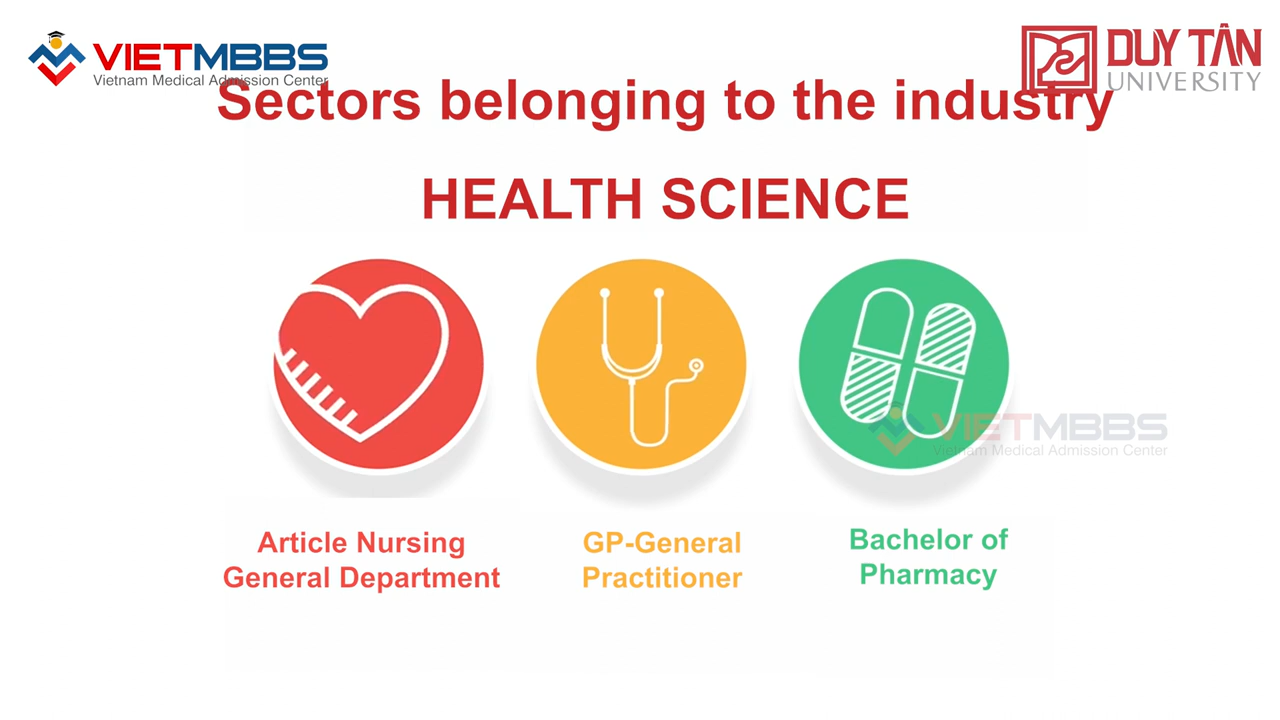 VIETMBBS
Vietnam Medical Admission Center
DUY TÂN
UNIVERSITY
Sectors belonging to the industry
HEALTH SCIENCE
VIETMBBS
Vietnam Medical Admission Center
Article Nursing
General Department
GP-General
Practitioner
Bachelor of
Pharmacy